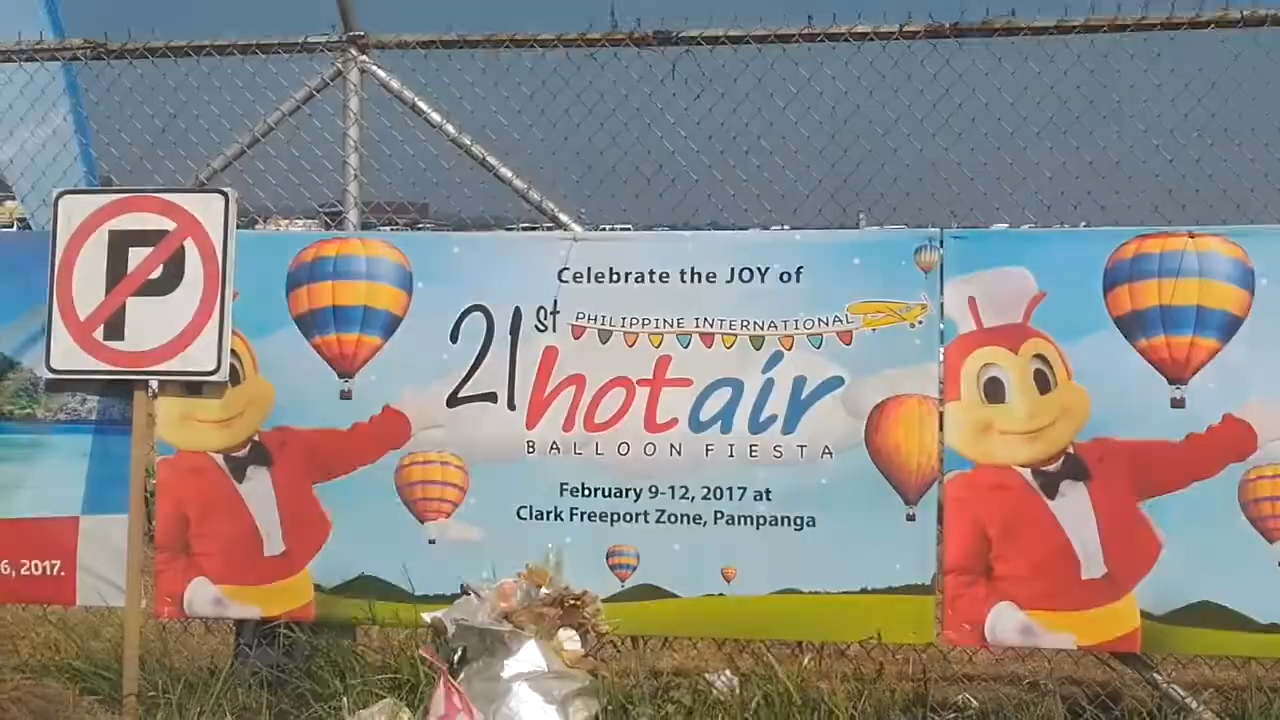 P
Celebrate the JOY of
21st
PHILIPPINE INTERNATIONAL
hotair
BALLOON FIESTA
February 9-12, 2017 at
Clark Freeport Zone, Pampanga
6, 2017.